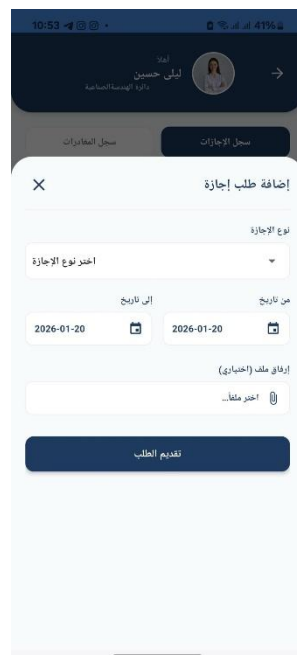 10:53
41%
أهلا
ليلى حسين
دائرة الهندسة الصناعية
سجل الإجازات
سجل المغادرات
إضافة طلب إجازة
نوع الإجازة
اختر نوع الإجازة
من تاريخ
إلى تاريخ
2026-01-20
2026-01-20
إرفاق ملف (اختياري)
اختر ملفاً...
تقديم الطلب